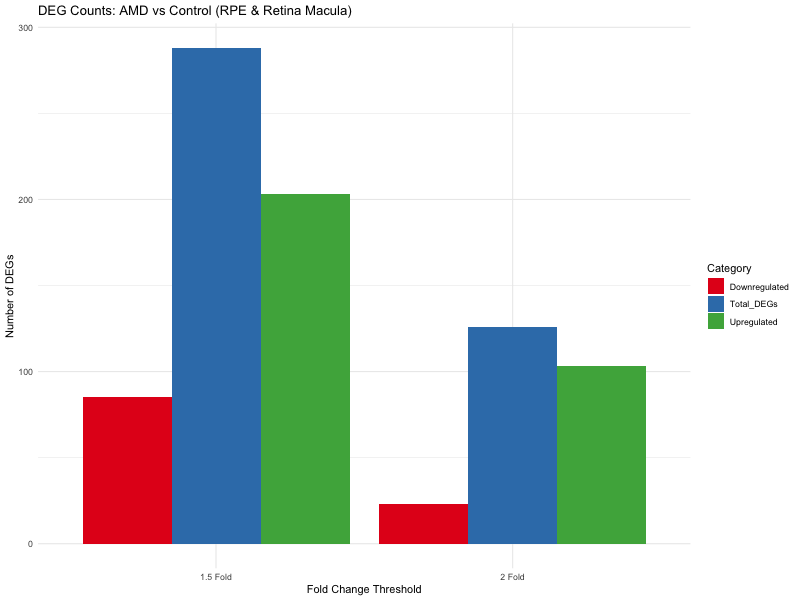 DEG Counts: AMD vs Control (RPE & Retina Macula)
300
200
100
0
Number of DEGs
1.5 Fold
2 Fold
Fold Change Threshold
Category
Downregulated
Total_DEGs
Upregulated